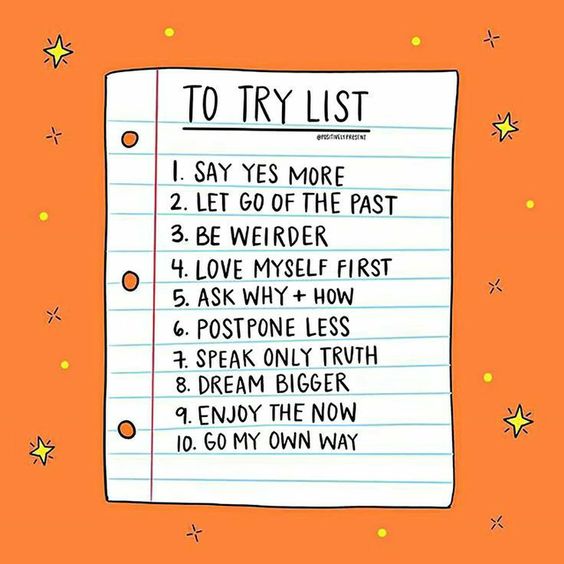 TO TRY LIST
@POSITIVELYPRESENT
1. SAY YES MORE
2. LET GO OF THE PAST
3. BE WEIRDER
4. LOVE MYSELF FIRST
5. ASK WHY + HOW
6. POSTPONE LESS
7. SPEAK ONLY TRUTH
8. DREAM BIGGER
9. ENJOY THE NOW
10. GO MY OWN WAY